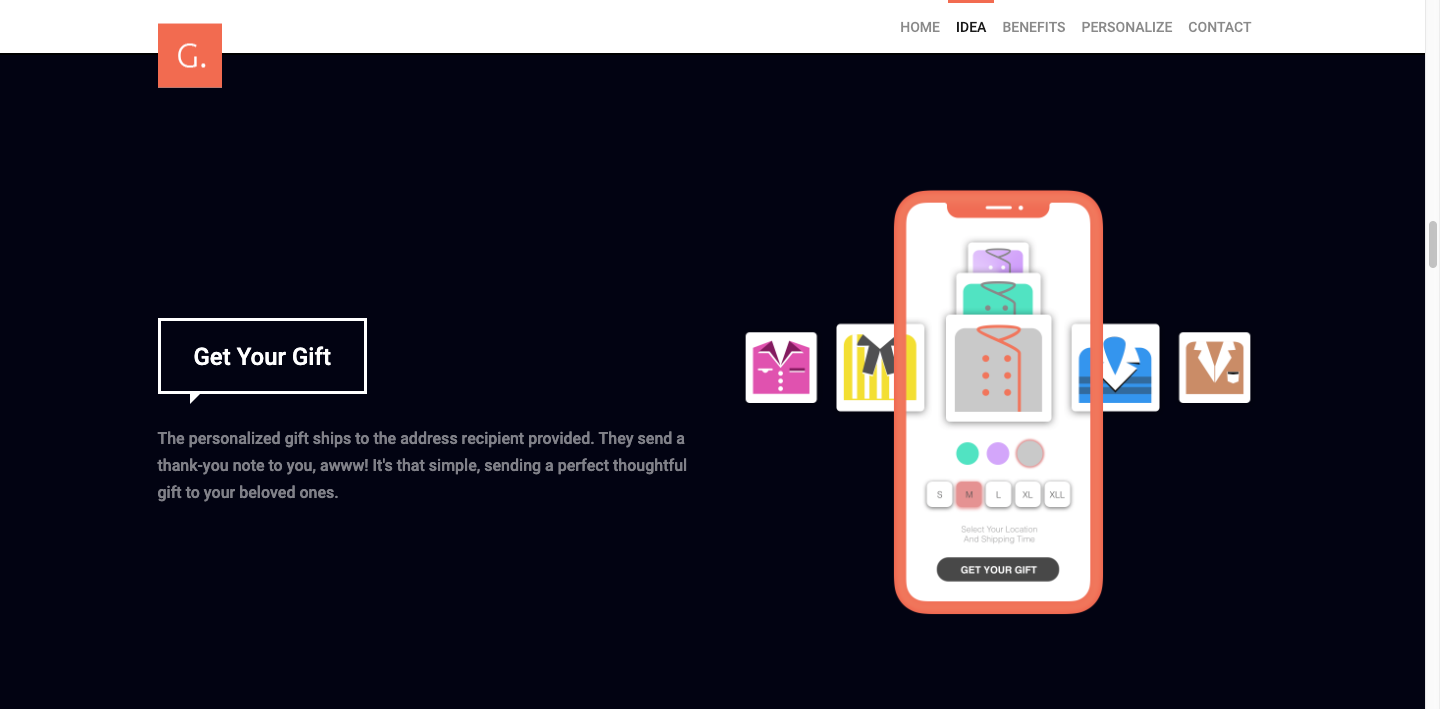 G.
HOME IDEA BENEFITS PERSONALIZE CONTACT
Get Your Gift
The personalized gift ships to the address recipient provided. They send a
thank-you note to you, awww! It's that simple, sending a perfect thoughtful
gift to your beloved ones.
S M L XL XLL
Select Your Location
And Shipping Time
GET YOUR GIFT